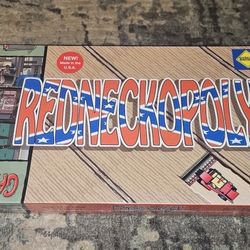 NEW!
Made in the
U.S.A.
REDNECKOPOLY